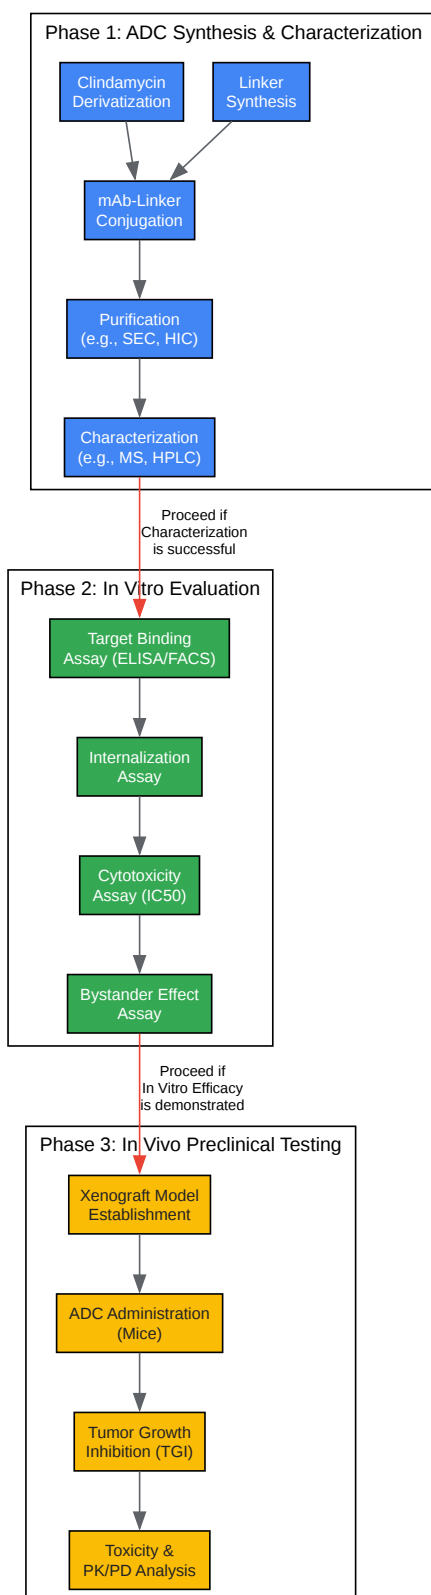 Phase 1: ADC Synthesis & Characterization
Clindamycin
Derivatization
Linker
Synthesis
mAb-Linker
Conjugation
Purification
(e.g., SEC, HIC)
Characterization
(e.g., MS, HPLC)
Proceed if
Characterization
is successful
Phase 2: In Vitro Evaluation
Target Binding
Assay (ELISA/FACS)
Internalization
Assay
Cytotoxicity
Assay (IC50)
Bystander Effect
Assay
Proceed if
In Vitro Efficacy
is demonstrated
Phase 3: In Vivo Preclinical Testing
Xenograft Model
Establishment
ADC Administration
(Mice)
Tumor Growth
Inhibition (TGI)
Toxicity &
PK/PD Analysis